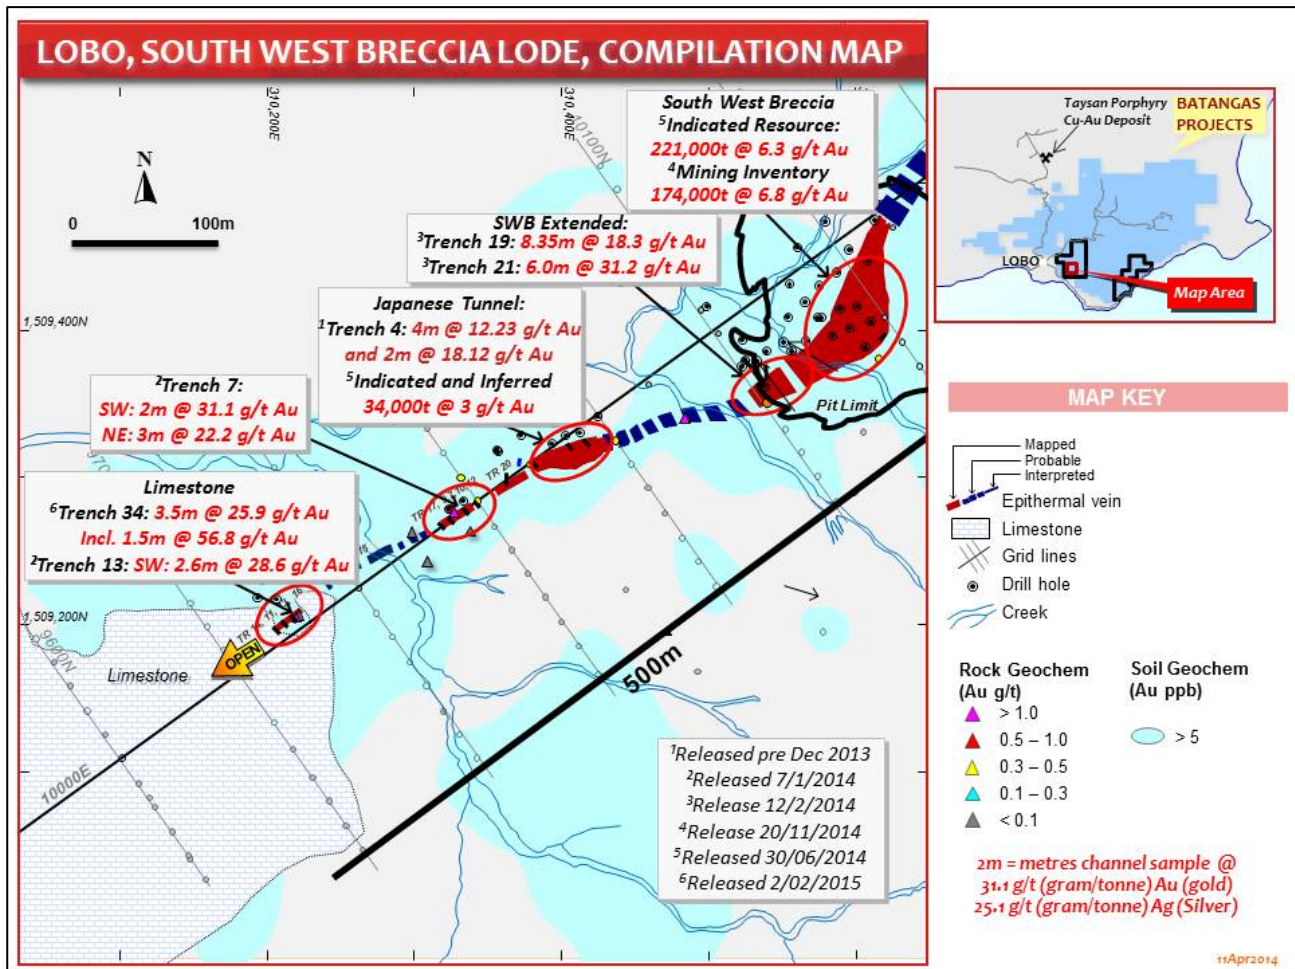 LOBO, SOUTH WEST BRECCIA LODE, COMPILATION MAP
310,200E
310,400E
10100N
N
0 100m
South West Breccia
5Indicated Resource:
221,000t @ 6.3 g/t Au
4Mining Inventory
174,000t @ 6.8 g/t Au
SWB Extended:
3Trench 19: 8.35m @ 18.3 g/t Au
3Trench 21: 6.0m @ 31.2 g/t Au
Japanese Tunnel:
1Trench 4: 4m @ 12.23 g/t Au
and 2m @ 18.12 g/t Au
5Indicated and Inferred
34,000t @ 3 g/t Au
1,509,400N
2Trench 7:
SW: 2m @ 31.1 g/t Au
NE: 3m @ 22.2 g/t Au
Pit Limit
TR 20
Limestone
6Trench 34: 3.5m @ 25.9 g/t Au
Incl. 1.5m @ 56.8 g/t Au
2Trench 13: SW: 2.6m @ 28.6 g/t Au
1,509,200N
9600N
OPEN
Limestone
10000E
500m
1Released pre Dec 2013
2Released 7/1/2014
3Release 12/2/2014
4Release 20/11/2014
5Released 30/06/2014
6Released 2/02/2015
Taysan Porphyry
Cu-Au Deposit
BATANGAS
PROJECTS
LOBO
Map Area
MAP KEY
Mapped
Probable
Interpreted
Epithermal vein
Limestone
Grid lines
Drill hole
Creek
Rock Geochem
(Au g/t)
> 1.0
0.5 – 1.0
0.3 – 0.5
0.1 – 0.3
< 0.1
Soil Geochem
(Au ppb)
> 5
2m = metres channel sample @
31.1 g/t (gram/tonne) Au (gold)
25.1 g/t (gram/tonne) Ag (Silver)
11Apr2014